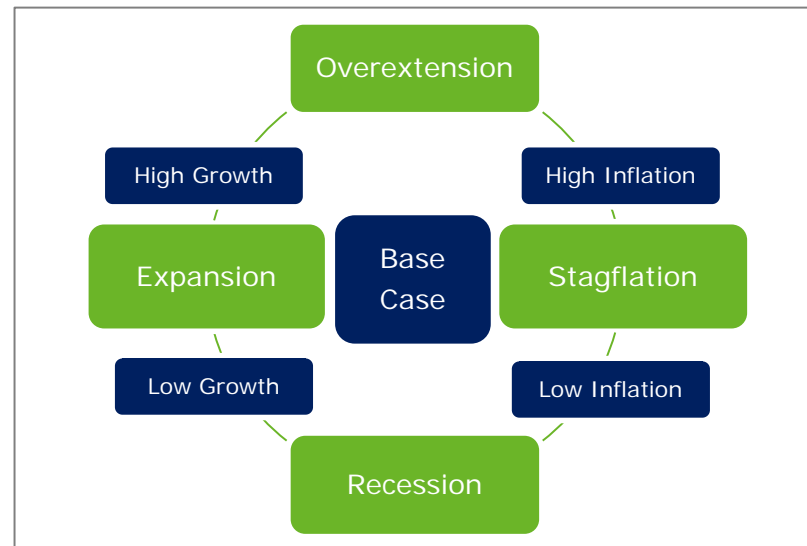 Overextension
High Growth
High Inflation
Expansion
Base
Case
Stagflation
Low Growth
Low Inflation
Recession